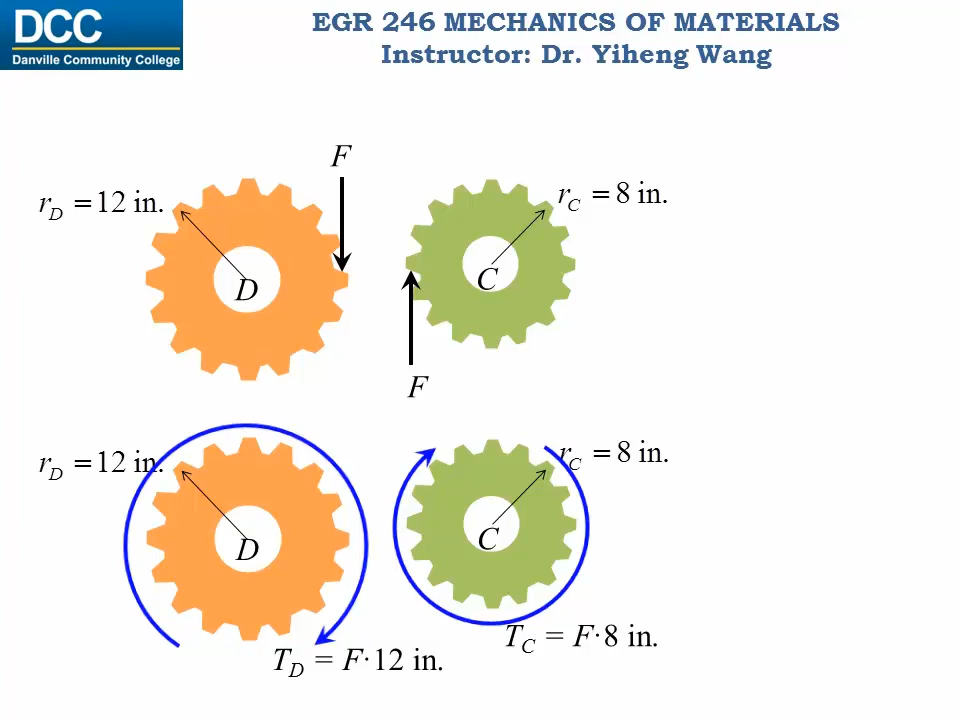 DCC
Danville Community College
EGR 246 MECHANICS OF MATERIALS
Instructor: Dr. Yiheng Wang
F
r_D = 12 in.
r_C = 8 in.
D
C
F
r_D = 12 in.
r_C = 8 in.
D
C
T_C = F·8 in.
T_D = F·12 in.